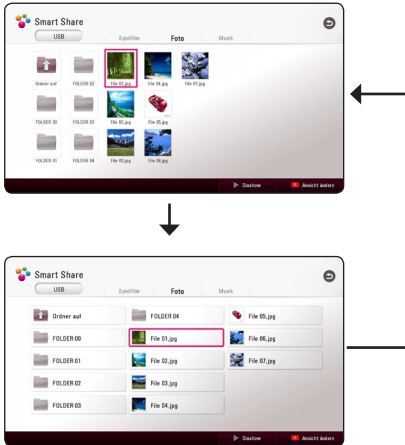 Smart Share
USB Spielfilm Foto Musik
Ordner auf FOLDER 02 File 01.jpg File 04.jpg File 07.jpg
FOLDER 00 FOLDER 03 File 02.jpg File 05.jpg
FOLDER 01 FOLDER 04 File 03.jpg File 06.jpg
Diashow Ansicht ändern
Smart Share
USB Spielfilm Foto Musik
Ordner auf FOLDER 04 File 05.jpg
FOLDER 00 File 01.jpg File 06.jpg
FOLDER 01 File 02.jpg File 07.jpg
FOLDER 02 File 03.jpg
FOLDER 03 File 04.jpg
Diashow Ansicht ändern